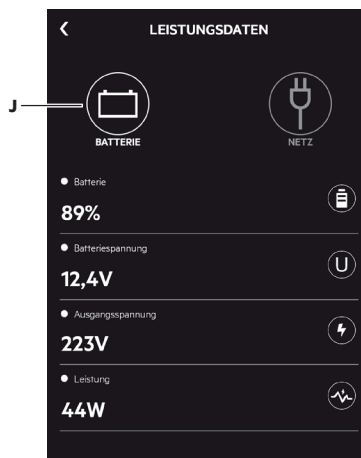 LEISTUNGSDATEN
J
BATTERIE
NETZ
Batterie
89%
Batteriespannung
12,4V
U
Ausgangsspannung
223V
Leistung
44W